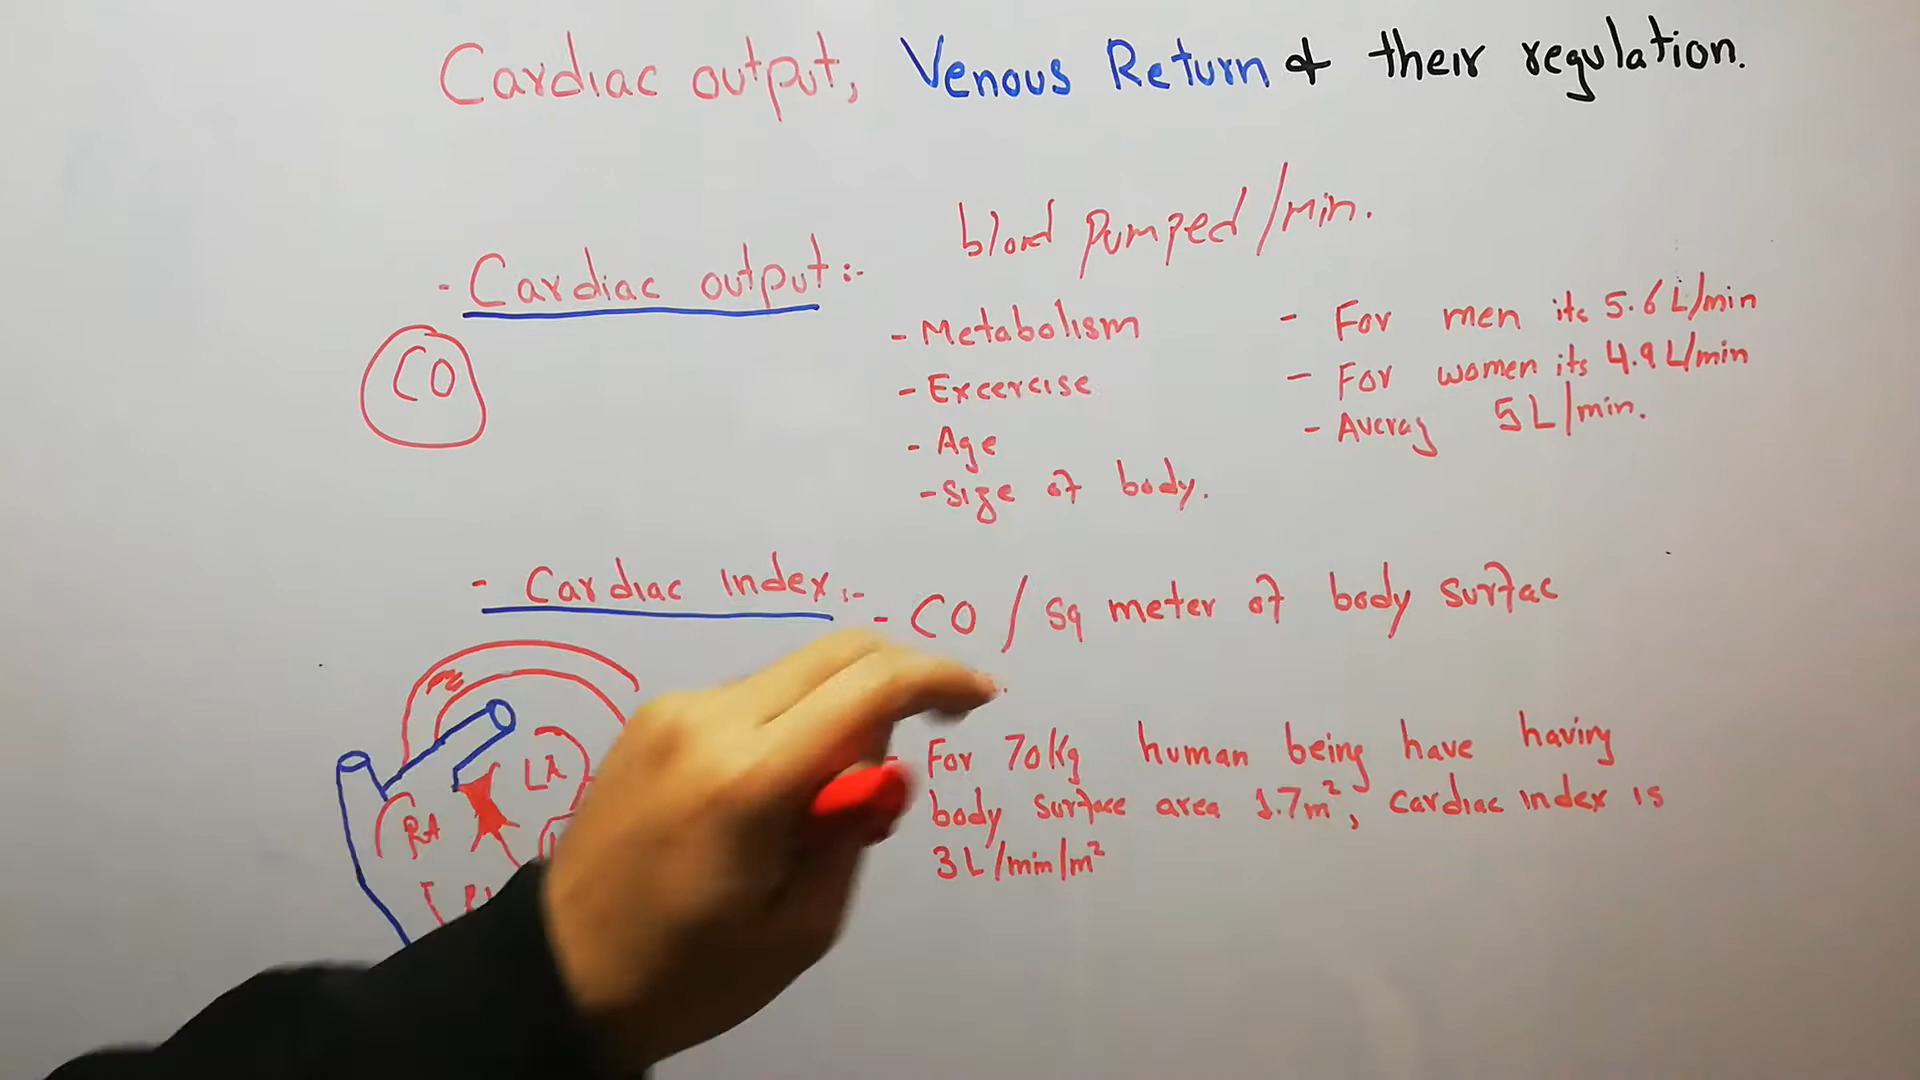 Cardiac output, Venous Return & their regulation.
blood pumped/min.
- Cardiac output:-
CO
- Metabolism
- Excercise
- Age
- Size of body.
- For men its 5.6 L/min
- For women its 4.9 L/min
- Averag 5L/min.
- Cardiac Index:-
- CO / Sq meter of body surfac
For 70Kg human being have having
body surface area 1.7m², cardiac index is
3L/min/m²
LA
RA